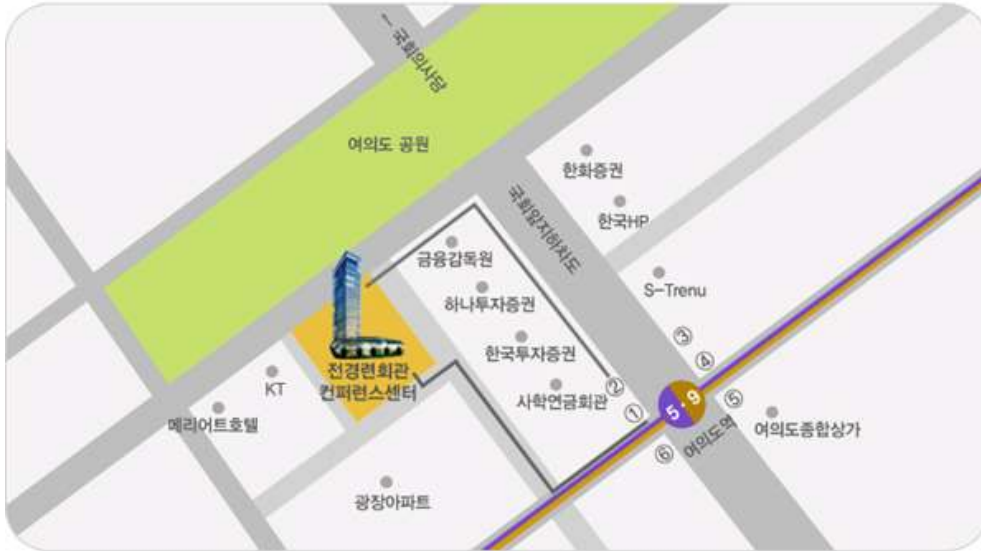 ← 국회의사당
여의도 공원
한화증권
한국HP
국회앞지하차도
금융감독원
S-Trenu
하나투자증권
③
한국투자증권
④
전경련회관
컨퍼런스센터
KT
②
사학연금회관
①
5·9
⑤
메리어트호텔
여의도역
여의도종합상가
⑥
광장아파트